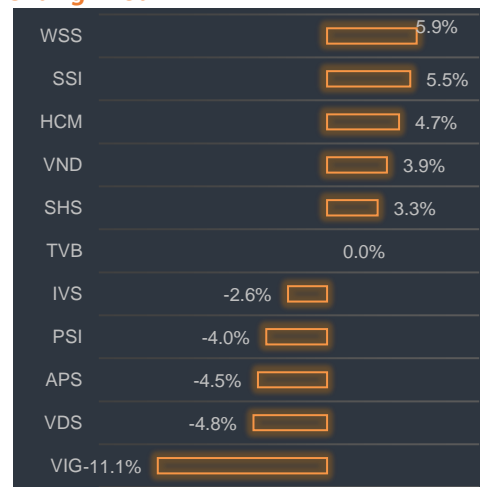 WSS 5.9%
SSI 5.5%
HCM 4.7%
VND 3.9%
SHS 3.3%
TVB 0.0%
IVS -2.6%
PSI -4.0%
APS -4.5%
VDS -4.8%
VIG -11.1%